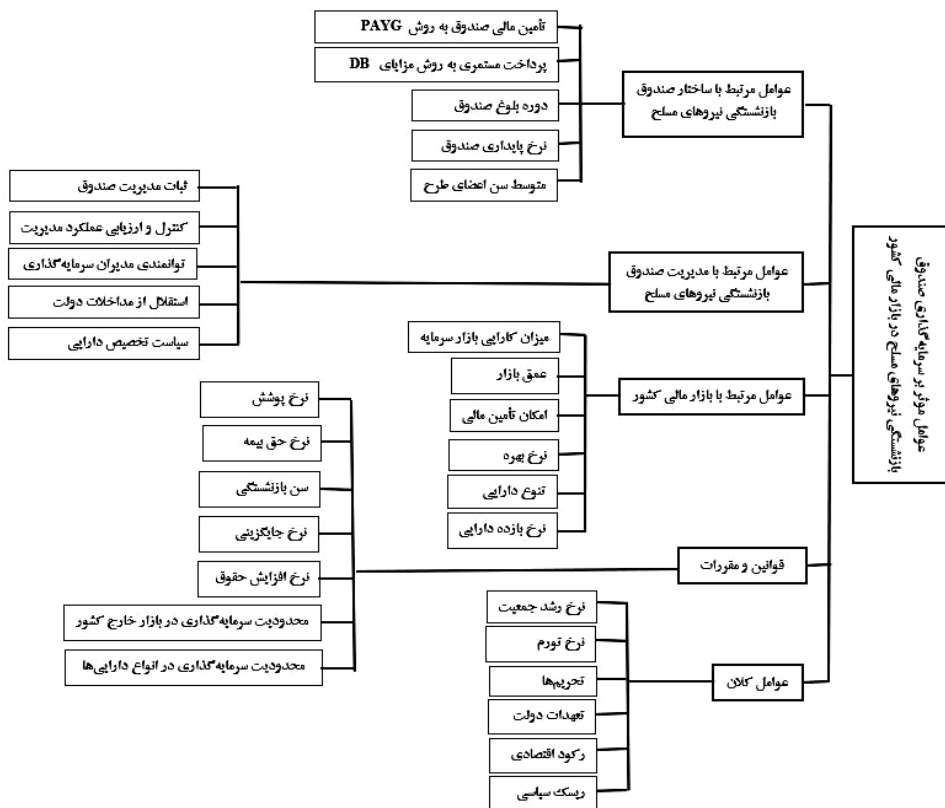 عوامل موثر بر سرمایه‌گذاری صندوق
بازنشستگی نیروهای مسلح در بازار مالی کشور
عوامل مرتبط با ساختار صندوق
بازنشستگی نیروهای مسلح
تأمین مالی صندوق به روش PAYG
پرداخت مستمری به روش مزایای DB
دوره بلوغ صندوق
نرخ پایداری صندوق
متوسط سن اعضای طرح
عوامل مرتبط با مدیریت صندوق
بازنشستگی نیروهای مسلح
ثبات مدیریت صندوق
کنترل و ارزیابی عملکرد مدیریت
توانمندی مدیران سرمایه‌گذاری
استقلال از مداخلات دولت
سیاست تخصیص دارایی
عوامل مرتبط با بازار مالی کشور
میزان کارایی بازار سرمایه
عمق بازار
امکان تأمین مالی
نرخ بهره
تنوع دارایی
نرخ بازده دارایی
قوانین و مقررات
نرخ پوشش
نرخ حق بیمه
سن بازنشستگی
نرخ جایگزینی
نرخ افزایش حقوق
محدودیت سرمایه‌گذاری در بازار خارج کشور
محدودیت سرمایه‌گذاری در انواع دارایی‌ها
عوامل کلان
نرخ رشد جمعیت
نرخ تورم
تحریم‌ها
تعهدات دولت
رکود اقتصادی
ریسک سیاسی